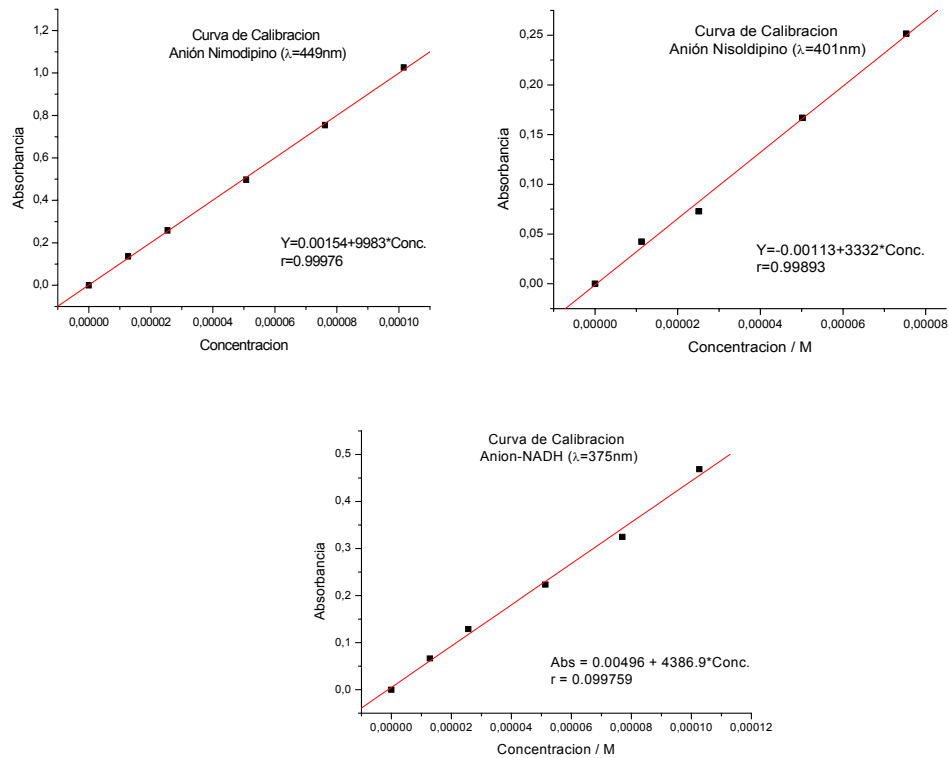 Curva de Calibracion
Anión Nimodipino (λ=449nm)
1,2
1,0
0,8
0,6
0,4
0,2
0,0
Absorbancia
Y=0.00154+9983*Conc.
r=0.99976
0,00000 0,00002 0,00004 0,00006 0,00008 0,00010
Concentracion
Curva de Calibracion
Anión Nisoldipino (λ=401nm)
0,25
0,20
0,15
0,10
0,05
0,00
Absorbancia
Y=-0.00113+3332*Conc.
r=0.99893
0,00000 0,00002 0,00004 0,00006 0,00008
Concentracion / M
Curva de Calibracion
Anion-NADH (λ=375nm)
0,5
0,4
0,3
0,2
0,1
0,0
Absorbancia
Abs = 0.00496 + 4386.9*Conc.
r = 0.099759
0,00000 0,00002 0,00004 0,00006 0,00008 0,00010 0,00012
Concentracion / M